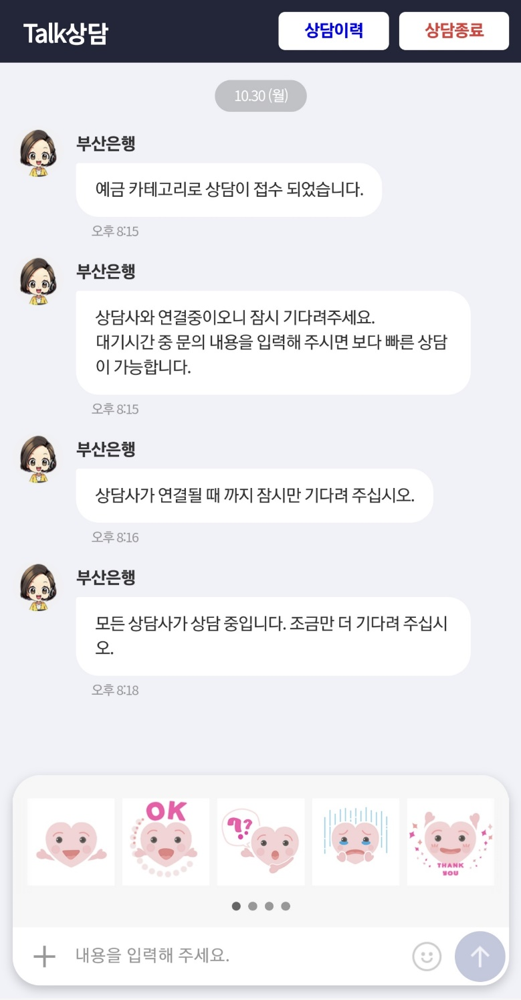 Talk상담
상담이력
상담종료
10.30 (월)
부산은행
예금 카테고리로 상담이 접수 되었습니다.
오후 8:15
부산은행
상담사와 연결중이오니 잠시 기다려주세요.
대기시간 중 문의 내용을 입력해 주시면 보다 빠른 상담
이 가능합니다.
오후 8:15
부산은행
상담사가 연결될 때 까지 잠시만 기다려 주십시오.
오후 8:16
부산은행
모든 상담사가 상담 중입니다. 조금만 더 기다려 주십시
오.
오후 8:18
OK
??
THANK
YOU
내용을 입력해 주세요.